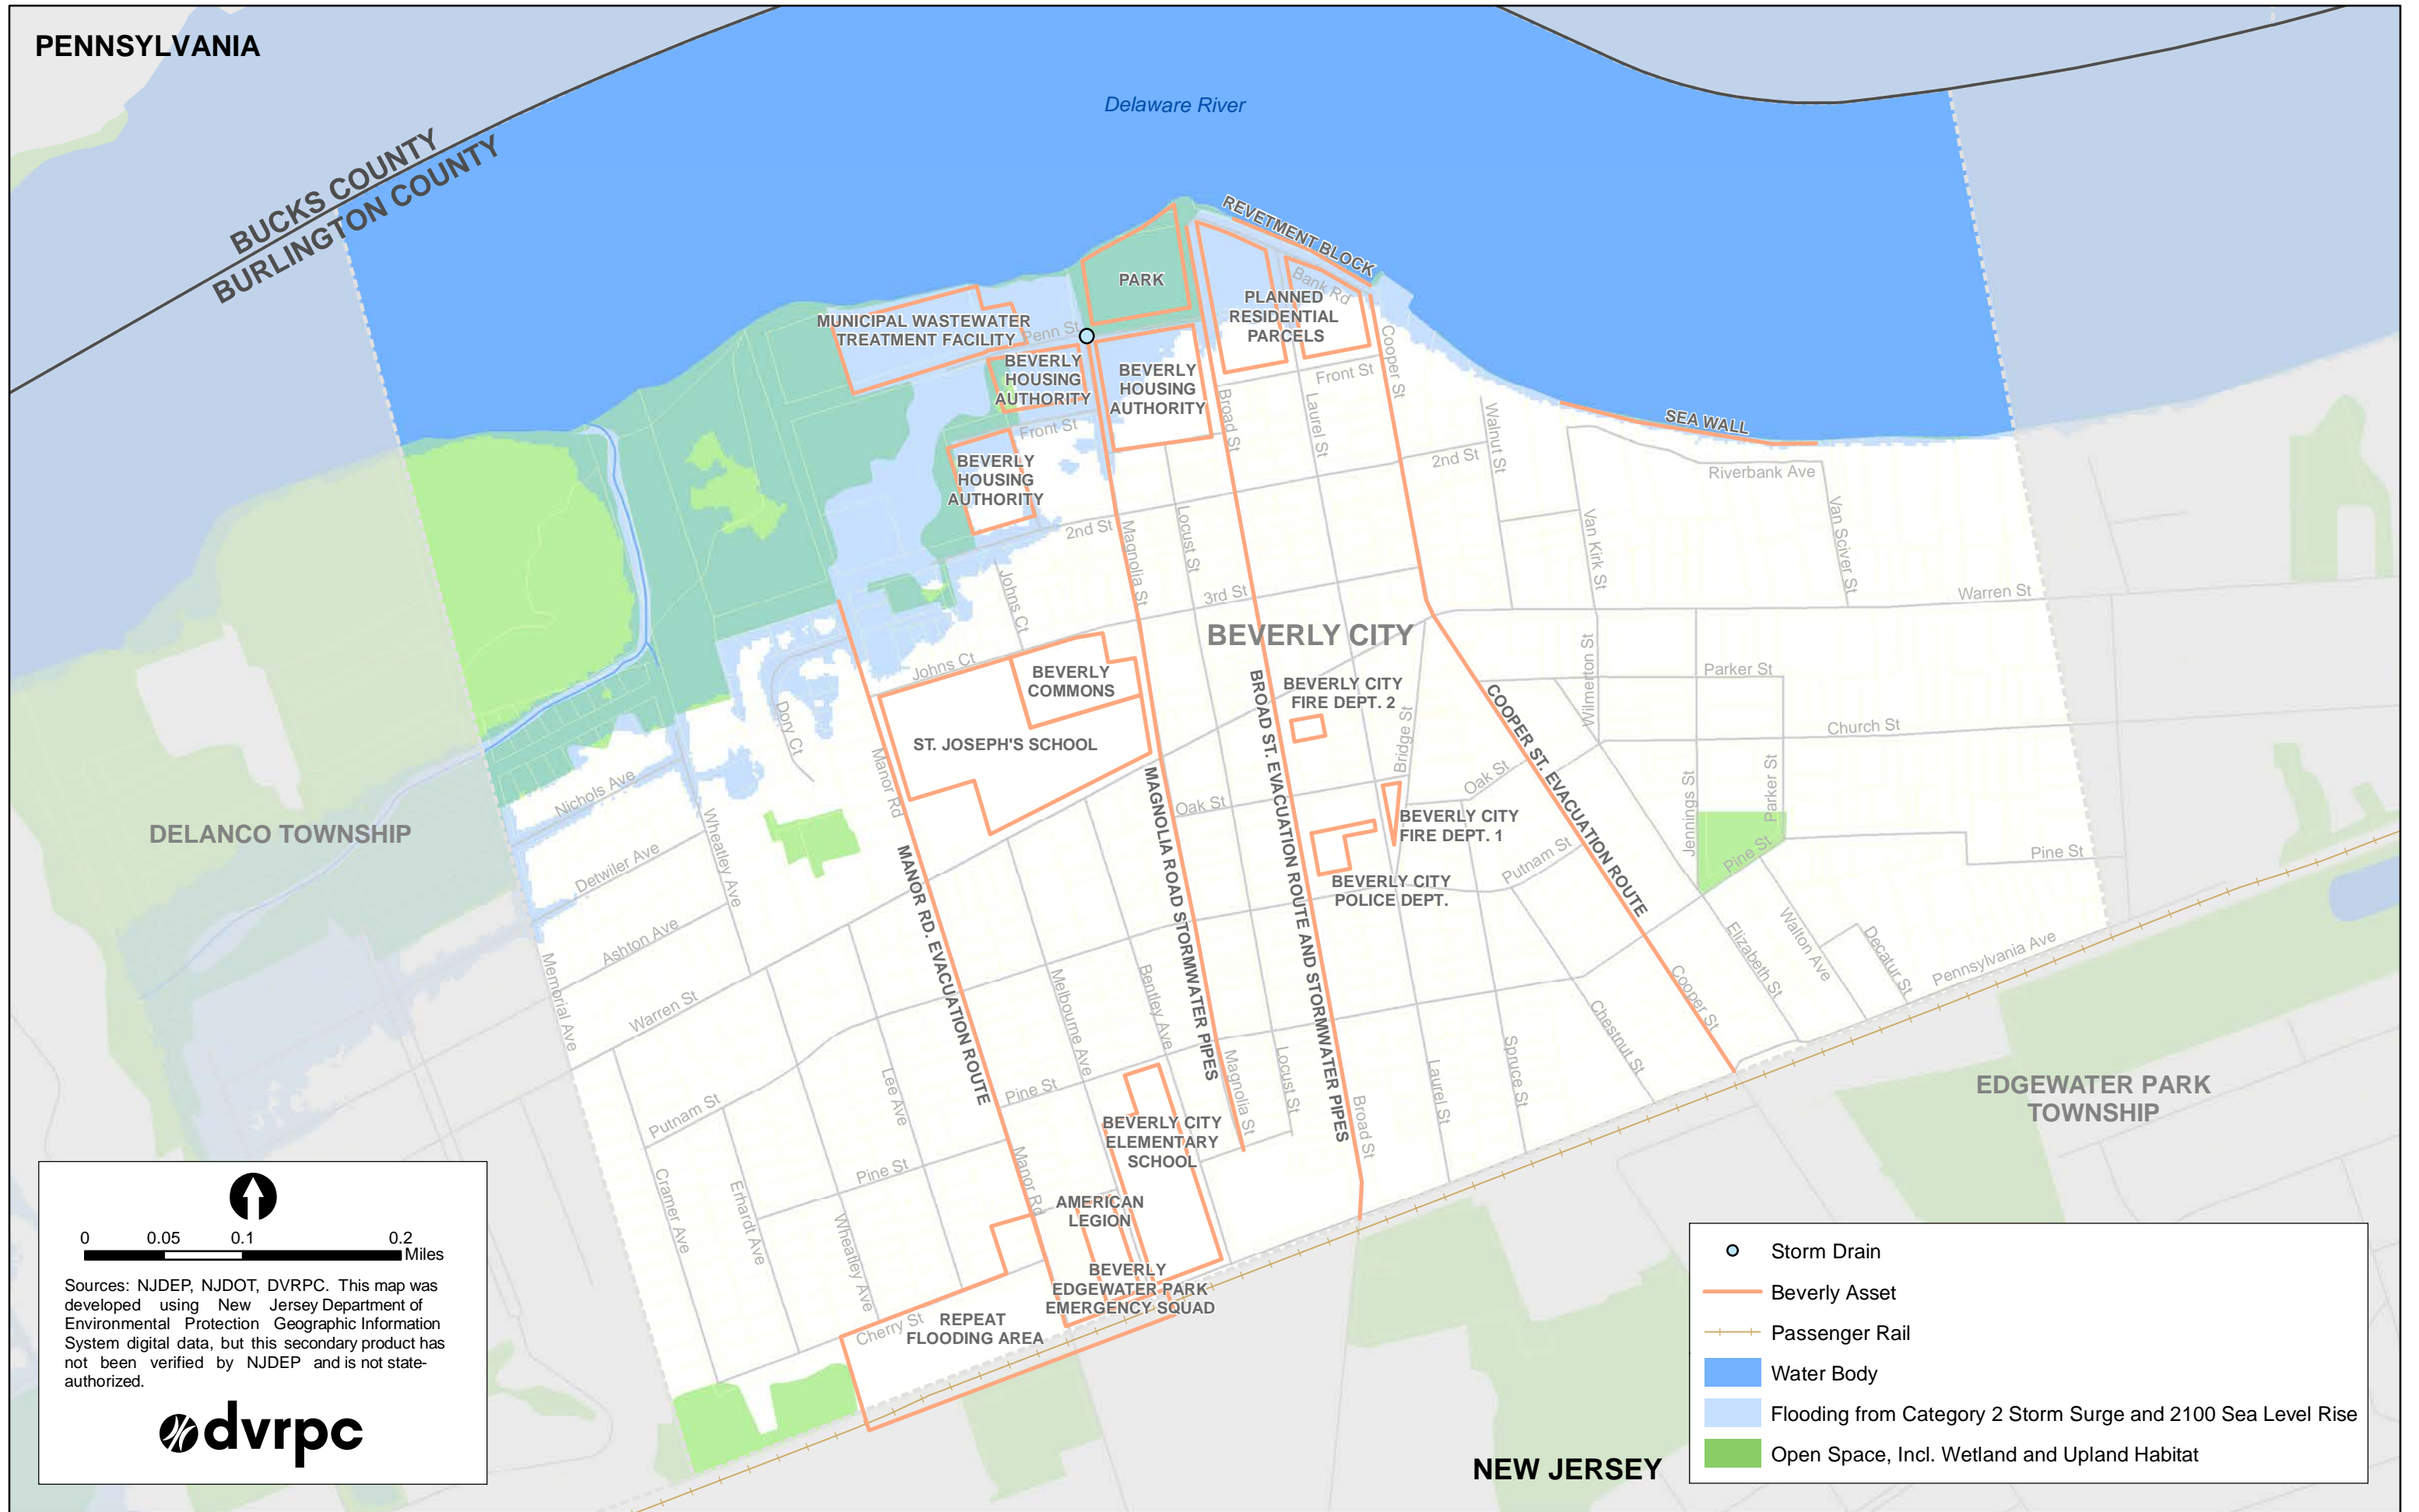 PENNSYLVANIA
Delaware River
BUCKS COUNTY
BURLINGTON COUNTY
REVETMENT BLOCK
PARK
Bank Rd
PLANNED
RESIDENTIAL
PARCELS
MUNICIPAL WASTEWATER
TREATMENT FACILITY
Penn St
BEVERLY
HOUSING
AUTHORITY
BEVERLY
HOUSING
AUTHORITY
Cooper St
Front St
Broad St
Laurel St
Walnut St
SEA WALL
Front St
BEVERLY
HOUSING
AUTHORITY
2nd St
Riverbank Ave
Van Sciver St
Van Kirk St
2nd St
Magnolia St
Locust St
Johns Ct
3rd St
Warren St
BEVERLY CITY
Johns Ct
BEVERLY
COMMONS
Wilmerton St
Parker St
BEVERLY CITY
FIRE DEPT. 2
Bridge St
COOPER ST. EVACUATION ROUTE
Church St
Dory Ct
ST. JOSEPH'S SCHOOL
Manor Rd
Nichols Ave
Oak St
Oak St
Jennings St
Parker St
DELANCO TOWNSHIP
Wheatley Ave
BEVERLY CITY
FIRE DEPT. 1
Detwiler Ave
Putnam St
Pine St
Pine St
BEVERLY CITY
POLICE DEPT.
MANOR RD. EVACUATION ROUTE
MAGNOLIA ROAD STORMWATER PIPES
BROAD ST. EVACUATION ROUTE AND STORMWATER PIPES
Ashton Ave
Memorial Ave
Warren St
Melbourne Ave
Bentley Ave
Elizabeth St
Walton Ave
Decatur St
Pennsylvania Ave
Cooper St
Chestnut St
Spruce St
Laurel St
Locust St
Magnolia St
Broad St
Lee Ave
Pine St
Putnam St
EDGEWATER PARK
TOWNSHIP
BEVERLY CITY
ELEMENTARY
SCHOOL
Cramer Ave
Erhardt Ave
Pine St
Manor Rd
Wheatley Ave
AMERICAN
LEGION
BEVERLY
EDGEWATER PARK
EMERGENCY SQUAD
Cherry St
REPEAT
FLOODING AREA
NEW JERSEY
0 0.05 0.1 0.2
Miles
Sources: NJDEP, NJDOT, DVRPC. This map was
developed using New Jersey Department of
Environmental Protection Geographic Information
System digital data, but this secondary product has
not been verified by NJDEP and is not state-
authorized.
dvrpc
Storm Drain
Beverly Asset
Passenger Rail
Water Body
Flooding from Category 2 Storm Surge and 2100 Sea Level Rise
Open Space, Incl. Wetland and Upland Habitat